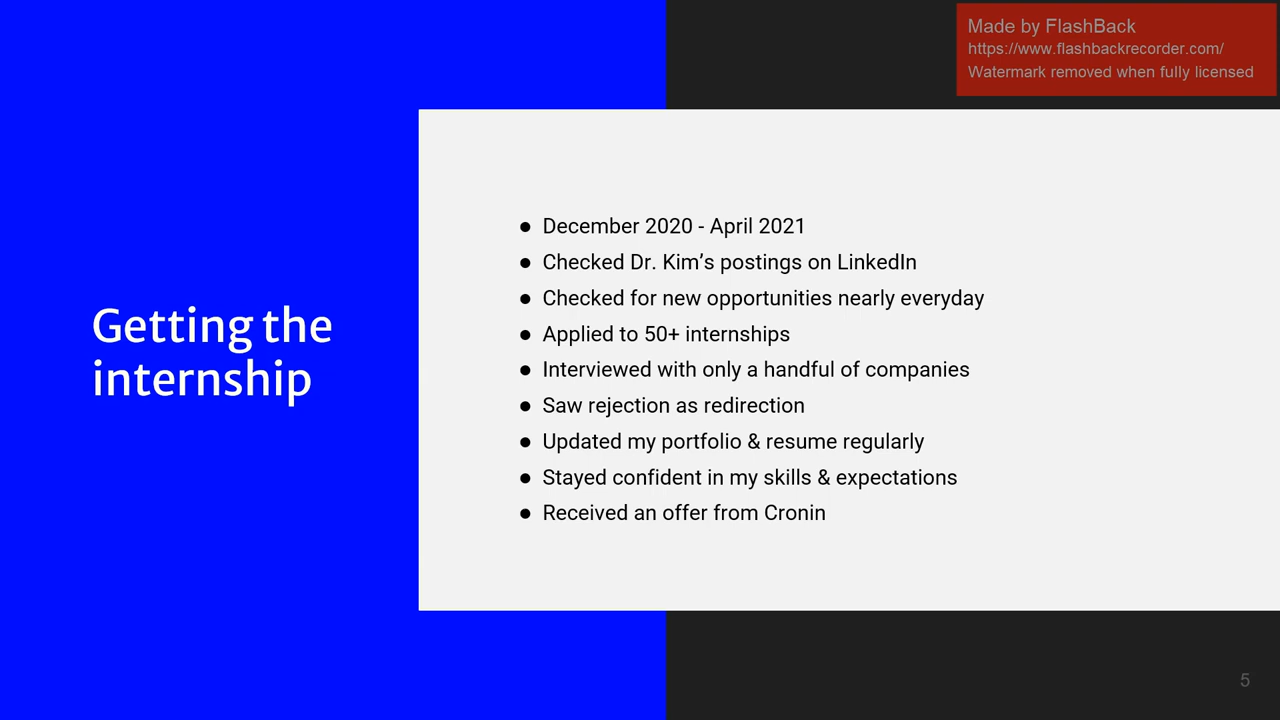 Made by FlashBack
https://www.flashbackrecorder.com/
Watermark removed when fully licensed
Getting the
internship
● December 2020 - April 2021
● Checked Dr. Kim’s postings on LinkedIn
● Checked for new opportunities nearly everyday
● Applied to 50+ internships
● Interviewed with only a handful of companies
● Saw rejection as redirection
● Updated my portfolio & resume regularly
● Stayed confident in my skills & expectations
● Received an offer from Cronin
5